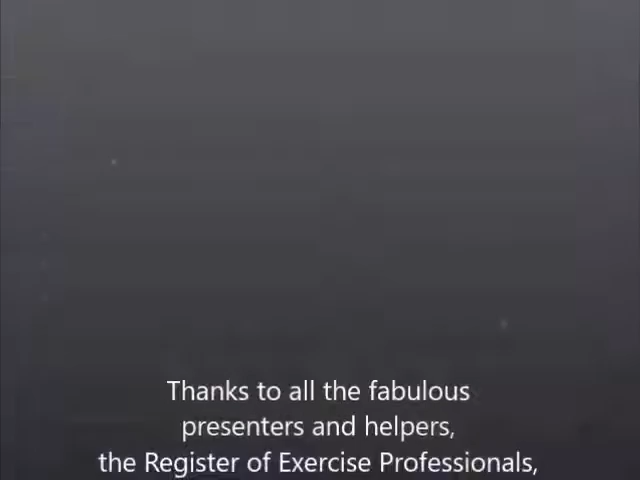 Thanks to all the fabulous
presenters and helpers,
the Register of Exercise Professionals,